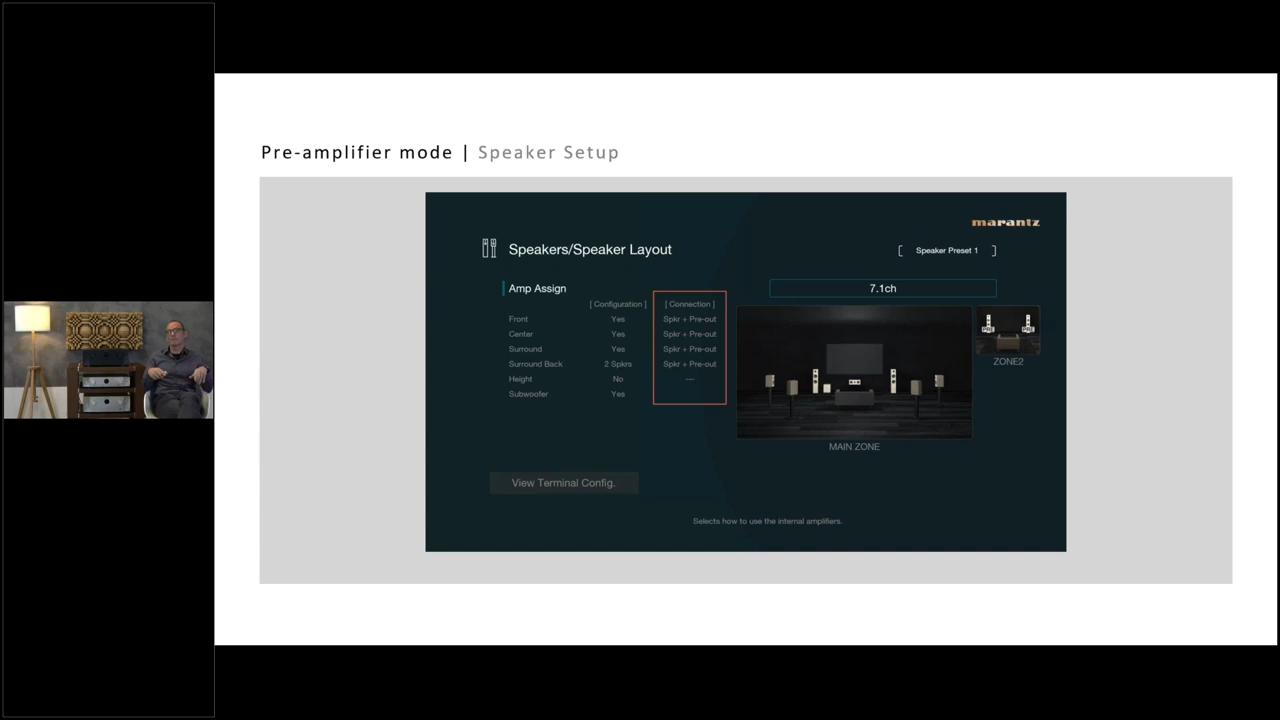 Pre-amplifier mode | Speaker Setup
marantz
Speakers/Speaker Layout
[ Speaker Preset 1 ]
Amp Assign
7.1ch
[ Configuration ] [ Connection ]
Front Yes Spkr + Pre-out
Center Yes Spkr + Pre-out
Surround Yes Spkr + Pre-out
Surround Back 2 Spkrs Spkr + Pre-out
Height No ---
Subwoofer Yes
PRE PRE
ZONE2
MAIN ZONE
View Terminal Config.
Selects how to use the internal amplifiers.